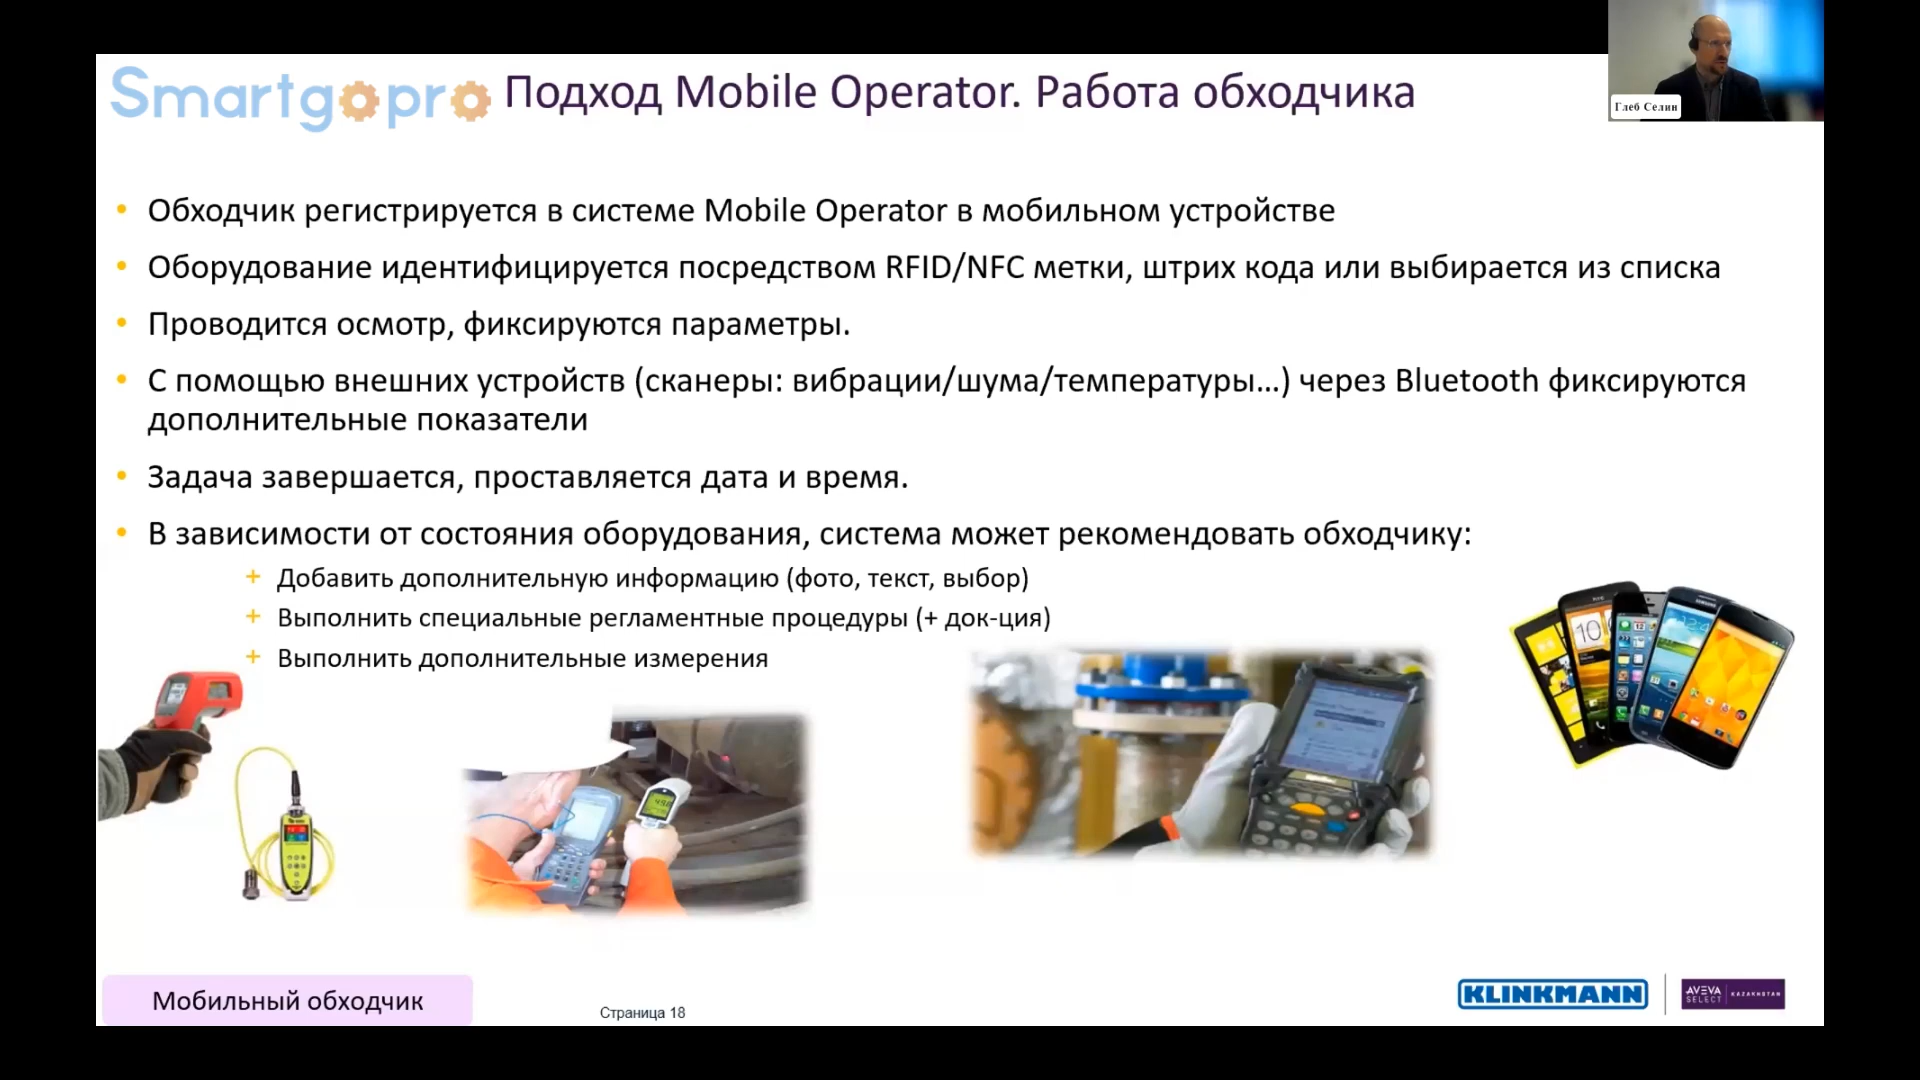 Smartgopro
Подход Mobile Operator. Работа обходчика
Глеб Селин
• Обходчик регистрируется в системе Mobile Operator в мобильном устройстве
• Оборудование идентифицируется посредством RFID/NFC метки, штрих кода или выбирается из списка
• Проводится осмотр, фиксируются параметры.
• С помощью внешних устройств (сканеры: вибрации/шума/температуры…) через Bluetooth фиксируются
дополнительные показатели
• Задача завершается, проставляется дата и время.
• В зависимости от состояния оборудования, система может рекомендовать обходчику:
+ Добавить дополнительную информацию (фото, текст, выбор)
+ Выполнить специальные регламентные процедуры (+ док-ция)
+ Выполнить дополнительные измерения
Мобильный обходчик
Страница 18
KLINKMANN
AVEVA
SELECT
KAZAKHSTAN